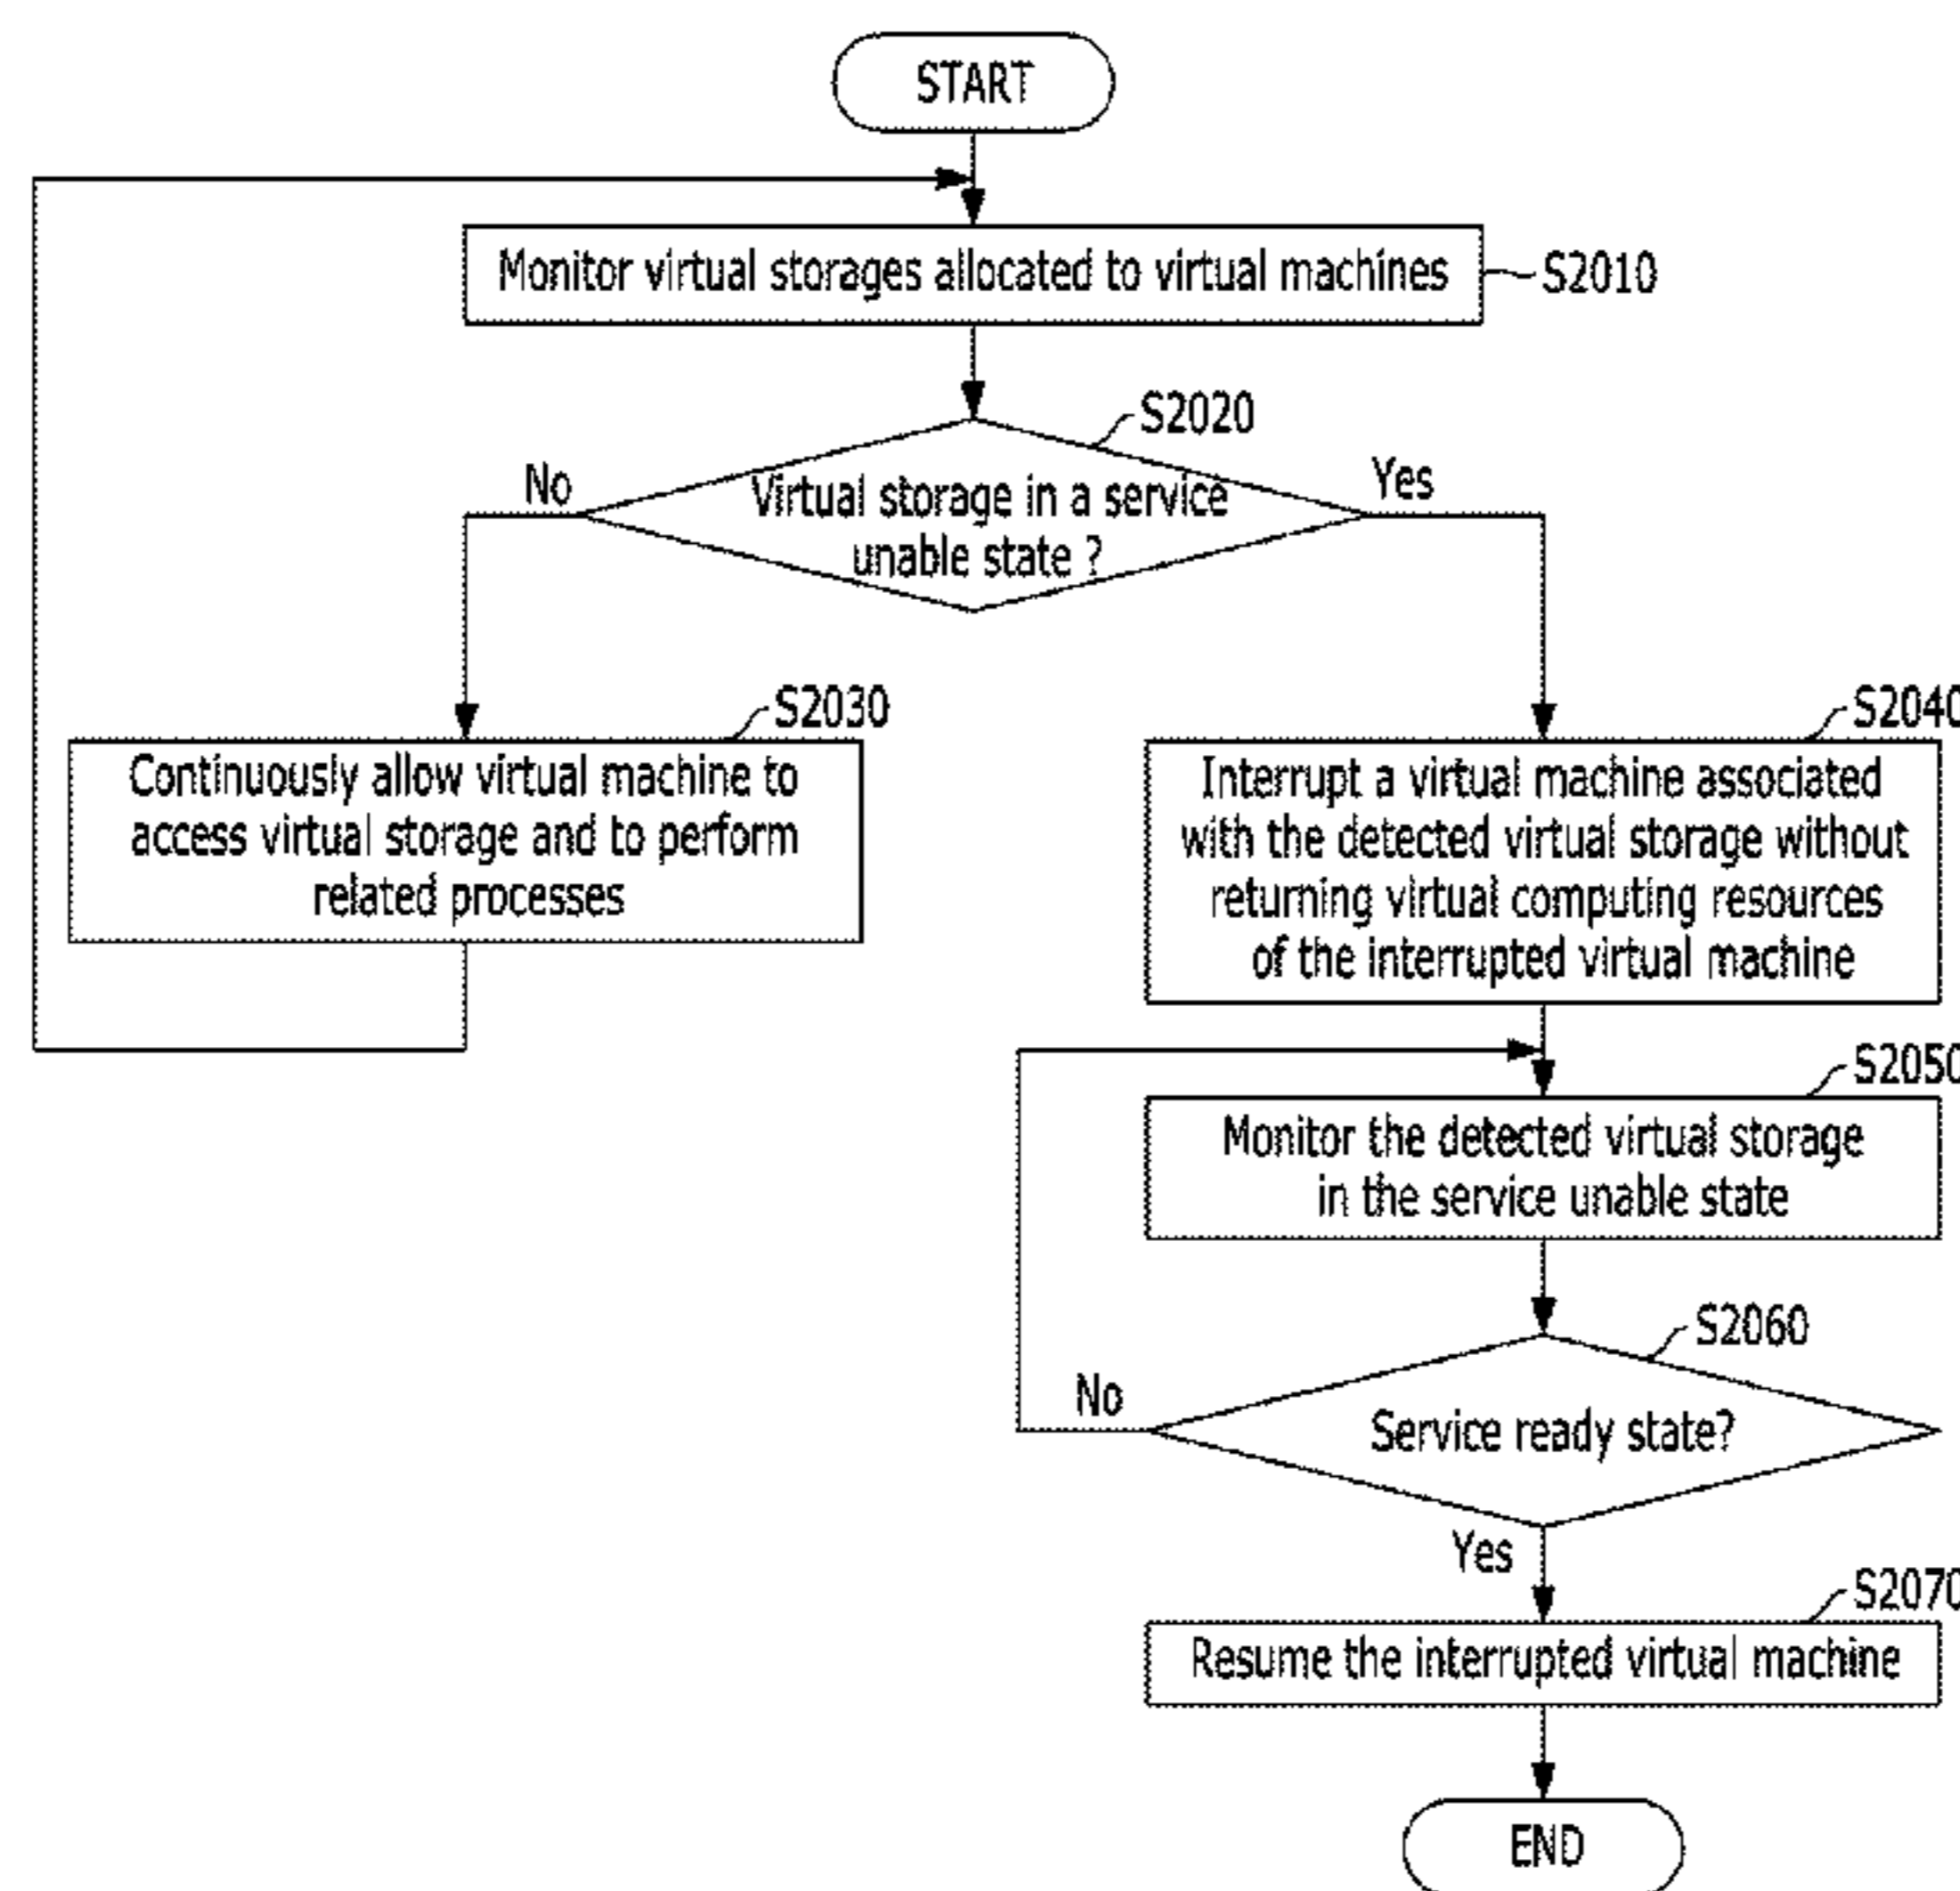 START
Monitor virtual storages allocated to virtual machines
S2010
S2020
No
Yes
Virtual storage in a service
unable state ?
S2030
Continuously allow virtual machine to
access virtual storage and to perform
related processes
S2040
Interrupt a virtual machine associated
with the detected virtual storage without
returning virtual computing resources
of the interrupted virtual machine
S2050
Monitor the detected virtual storage
in the service unable state
S2060
No
Service ready state?
Yes
S2070
Resume the interrupted virtual machine
END